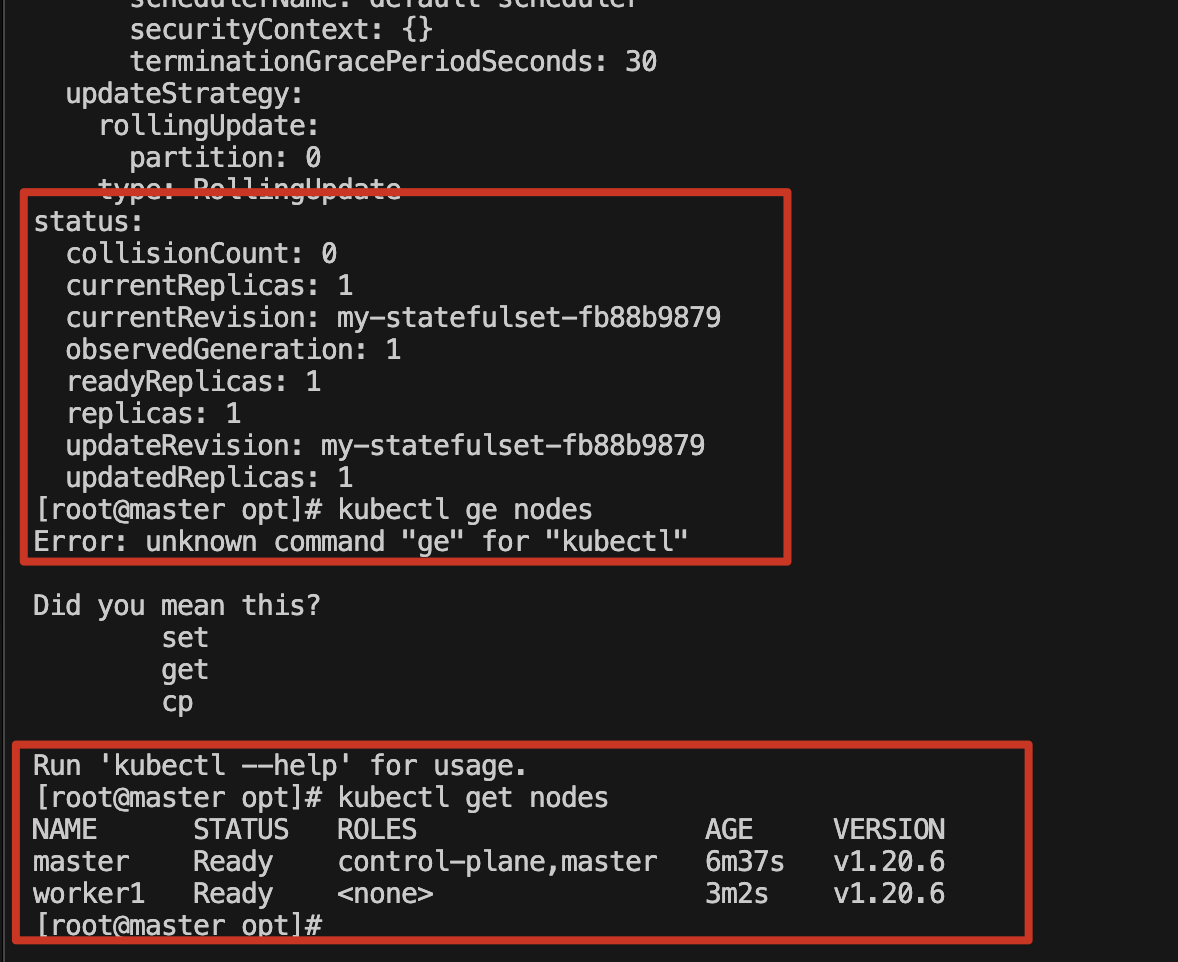 schedulerName: default-scheduler
securityContext: {}
terminationGracePeriodSeconds: 30
updateStrategy:
rollingUpdate:
partition: 0
type: RollingUpdate
status:
collisionCount: 0
currentReplicas: 1
currentRevision: my-statefulset-fb88b9879
observedGeneration: 1
readyReplicas: 1
replicas: 1
updateRevision: my-statefulset-fb88b9879
updatedReplicas: 1
[root@master opt]# kubectl ge nodes
Error: unknown command "ge" for "kubectl"
Did you mean this?
set
get
cp
Run 'kubectl --help' for usage.
[root@master opt]# kubectl get nodes
NAME STATUS ROLES AGE VERSION
master Ready control-plane,master 6m37s v1.20.6
worker1 Ready <none> 3m2s v1.20.6
[root@master opt]#